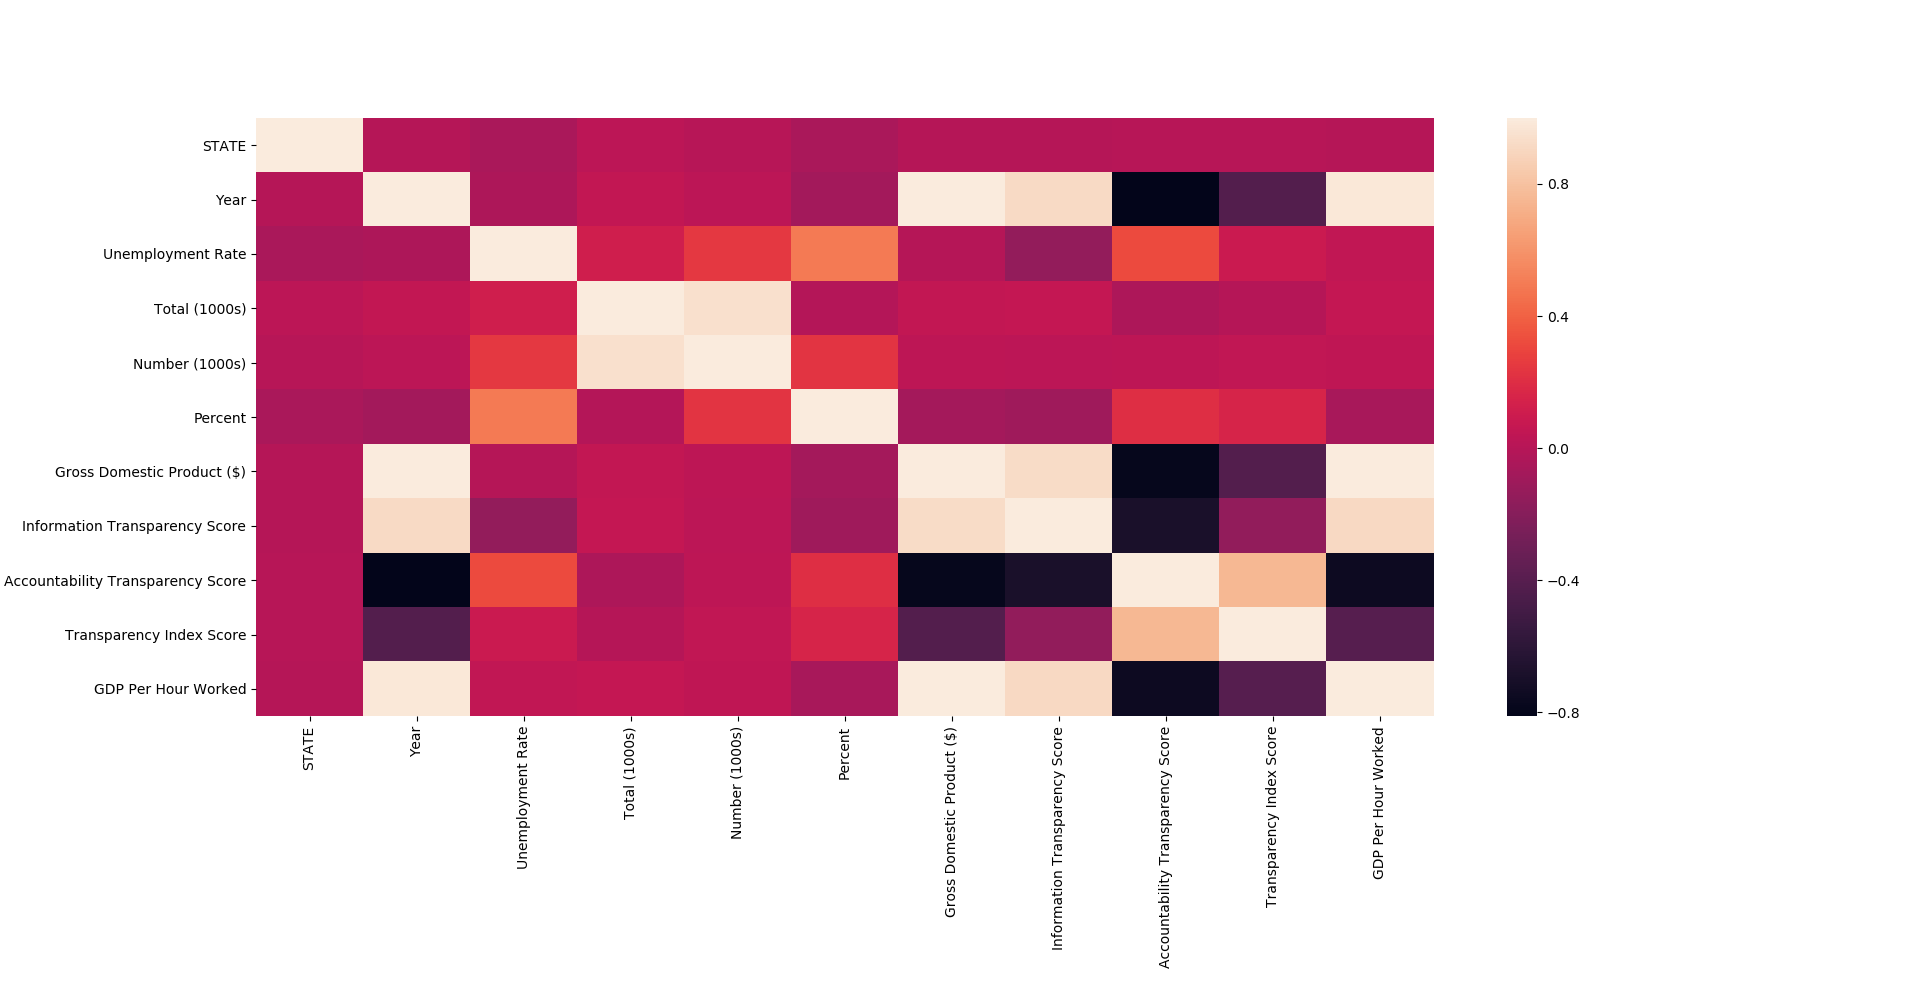 STATE
Year
Unemployment Rate
Total (1000s)
Number (1000s)
Percent
Gross Domestic Product ($)
Information Transparency Score
Accountability Transparency Score
Transparency Index Score
GDP Per Hour Worked
STATE
Year
Unemployment Rate
Total (1000s)
Number (1000s)
Percent
Gross Domestic Product ($)
Information Transparency Score
Accountability Transparency Score
Transparency Index Score
GDP Per Hour Worked
0.8
0.4
0.0
−0.4
−0.8